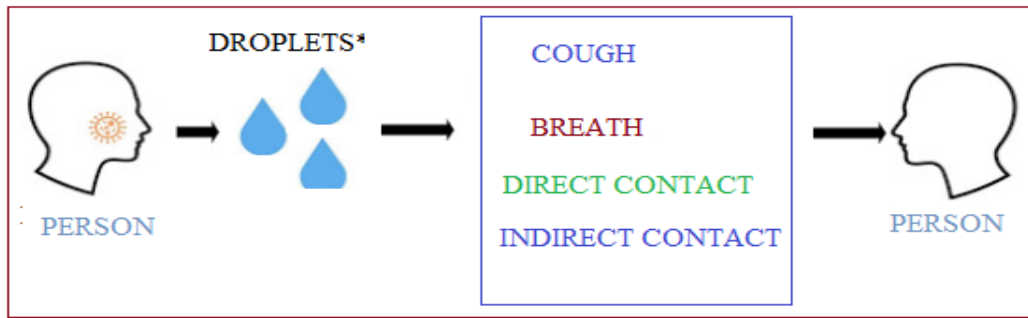 DROPLETS*
COUGH
BREATH
DIRECT CONTACT
INDIRECT CONTACT
PERSON
PERSON